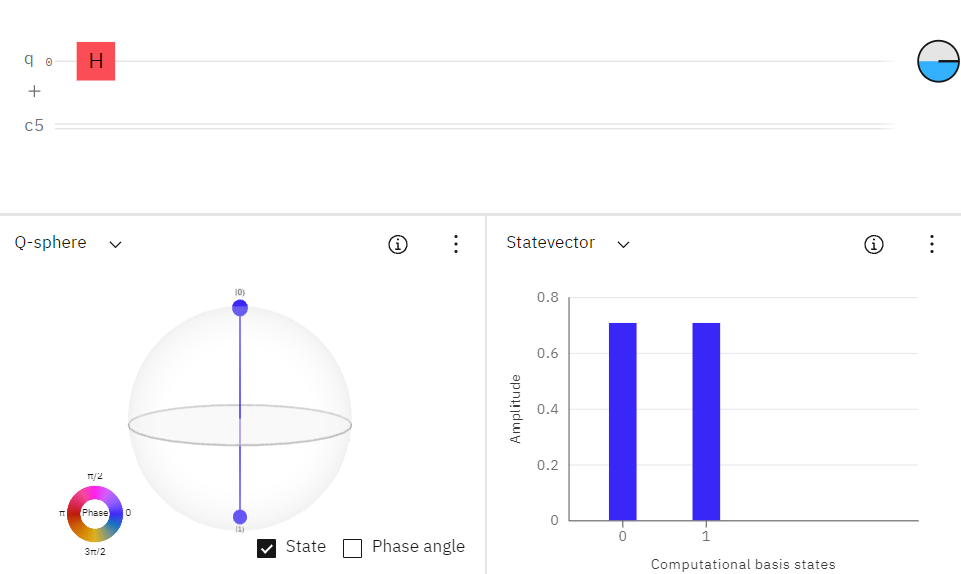 q 0
H
+
c5
Q-sphere
Statevector
|0⟩
|1⟩
π/2
π
Phase
0
3π/2
State
Phase angle
0.8
0.6
0.4
0.2
0
Amplitude
0
1
Computational basis states